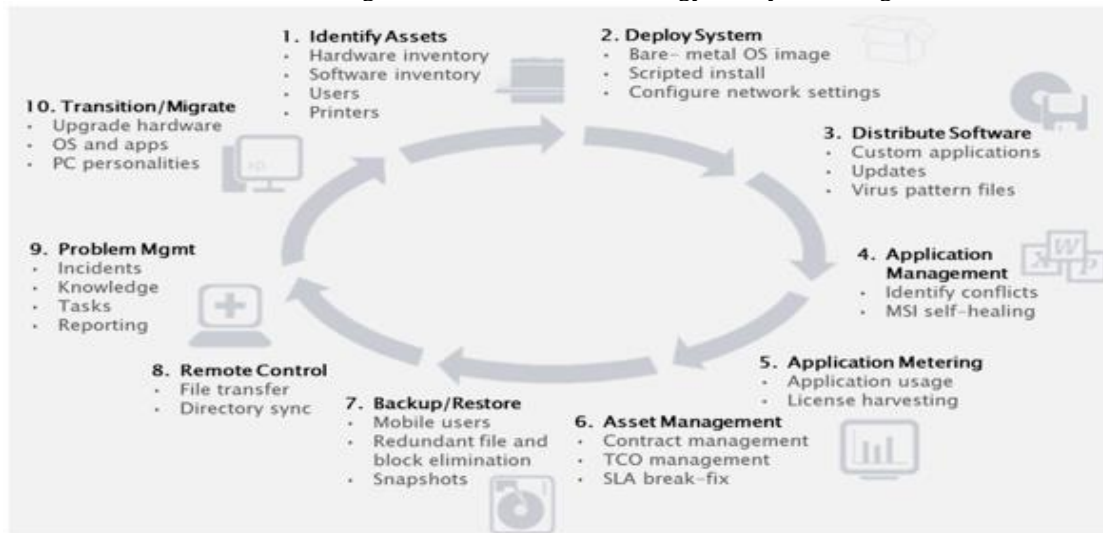 1. Identify Assets
• Hardware inventory
• Software inventory
• Users
• Printers
2. Deploy System
• Bare- metal OS image
• Scripted install
• Configure network settings
3. Distribute Software
• Custom applications
• Updates
• Virus pattern files
4. Application
Management
• Identify conflicts
• MSI self-healing
5. Application Metering
• Application usage
• License harvesting
6. Asset Management
• Contract management
• TCO management
• SLA break-fix
7. Backup/Restore
• Mobile users
• Redundant file and
block elimination
• Snapshots
8. Remote Control
• File transfer
• Directory sync
9. Problem Mgmt
• Incidents
• Knowledge
• Tasks
• Reporting
10. Transition/Migrate
• Upgrade hardware
• OS and apps
• PC personalities
X W P